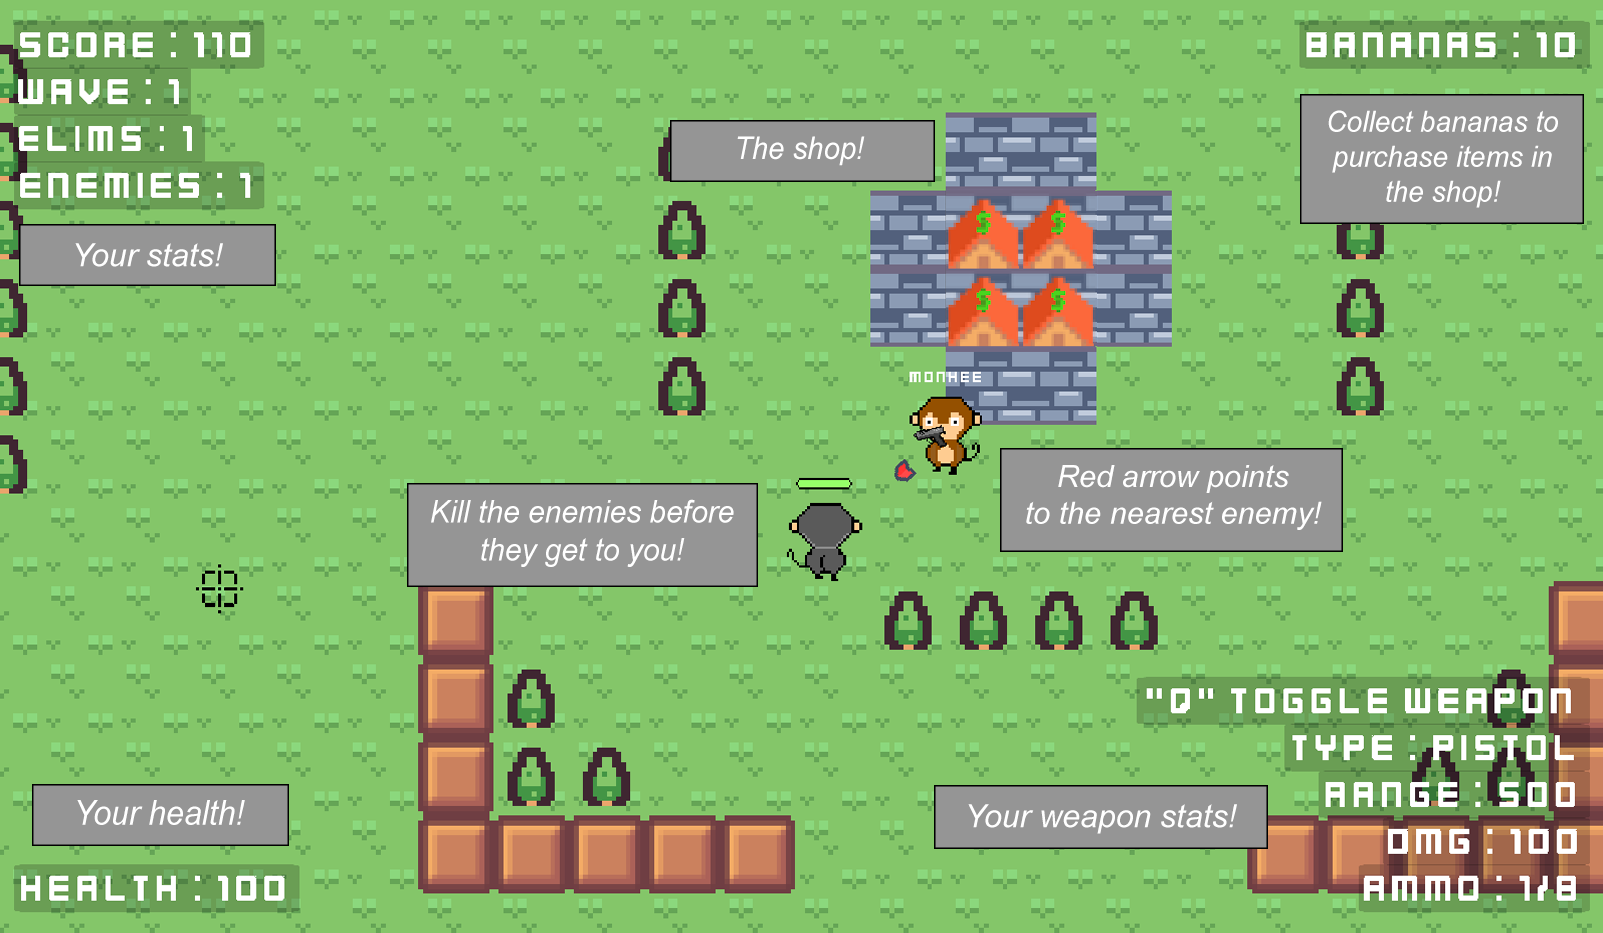 SCORE:110
WAVE:1
ELIMS:1
ENEMIES:1
Your stats!
BANANAS:10
Collect bananas to
purchase items in
the shop!
The shop!
$ $
$ $
MONKEE
Red arrow points
to the nearest enemy!
Kill the enemies before
they get to you!
"Q" TOGGLE WEAPON
TYPE:PISTOL
RANGE:500
DMG:100
AMMO:1/8
Your weapon stats!
Your health!
HEALTH:100